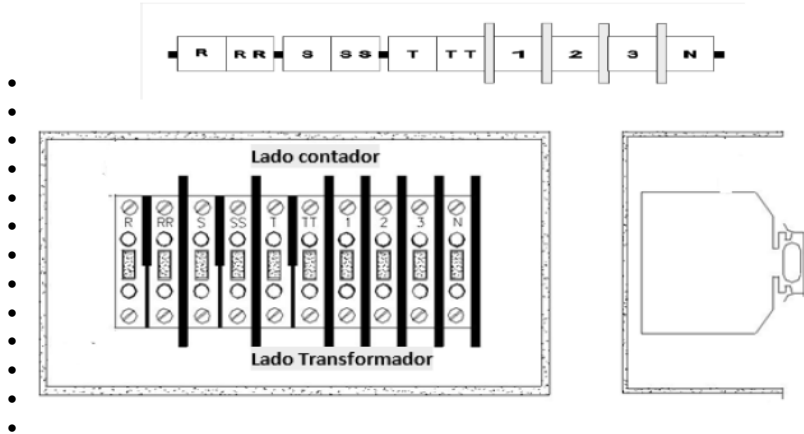 R RR S SS T TT 1 2 3 N
Lado contador
R RR S SS T TT 1 2 3 N
Lado Transformador